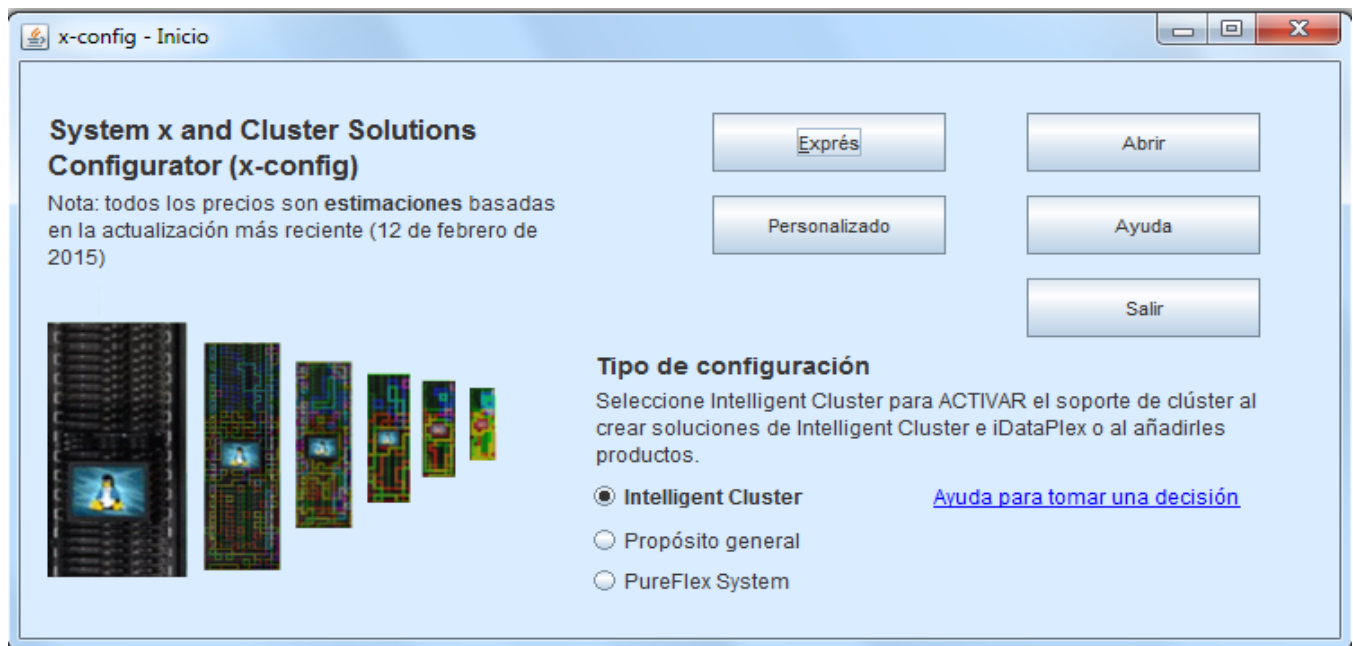 x-config - Inicio
System x and Cluster Solutions
Configurator (x-config)
Nota: todos los precios son estimaciones basadas
en la actualización más reciente (12 de febrero de
2015)
Exprés
Abrir
Personalizado
Ayuda
Salir
Tipo de configuración
Seleccione Intelligent Cluster para ACTIVAR el soporte de clúster al
crear soluciones de Intelligent Cluster e iDataPlex o al añadirles
productos.
Intelligent Cluster
Ayuda para tomar una decisión
Propósito general
PureFlex System